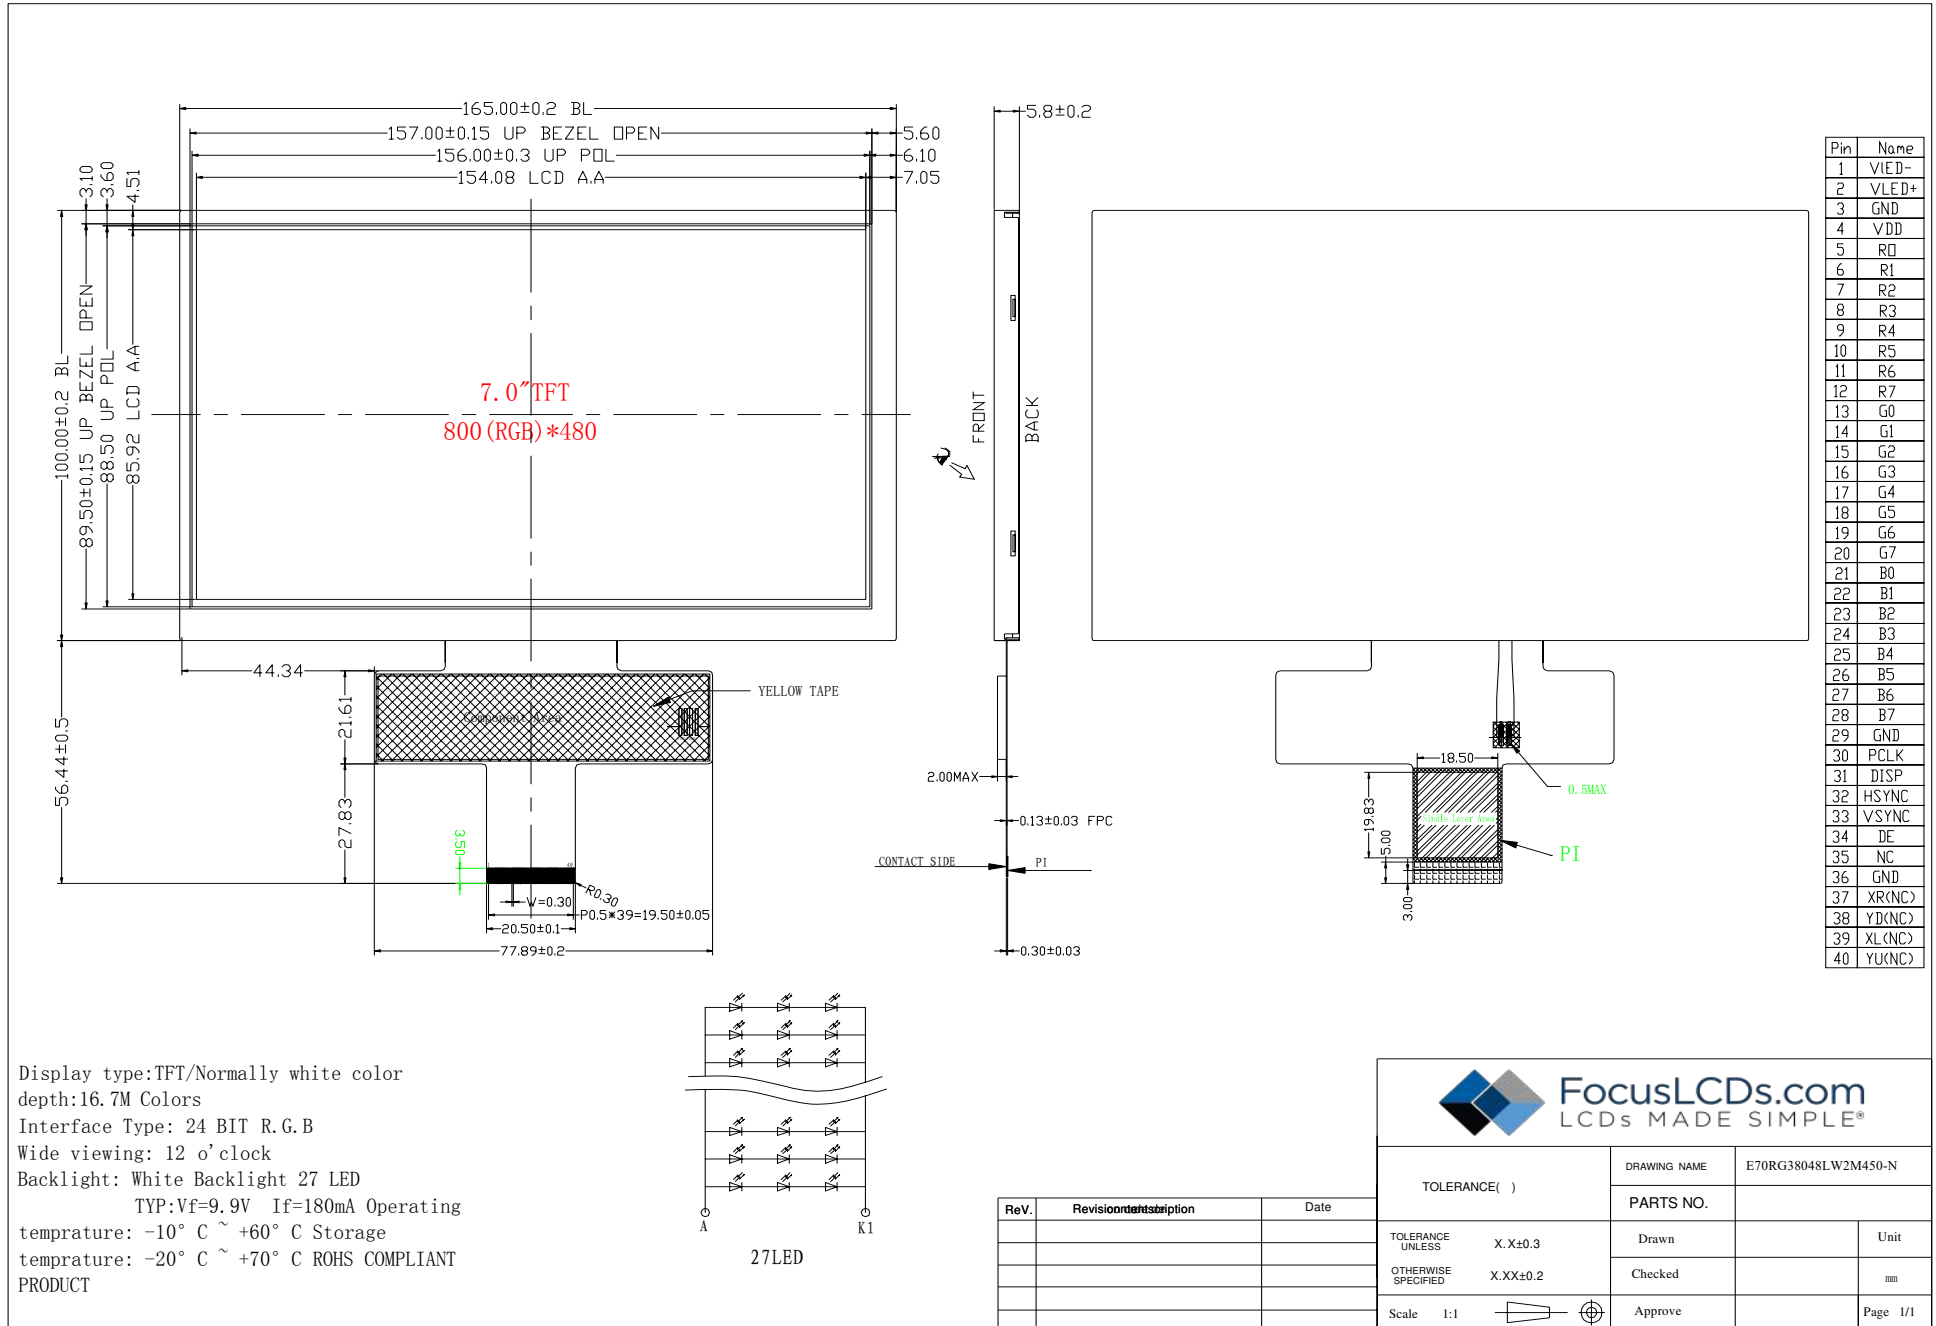 165.00±0.2 BL
157.00±0.15 UP BEZEL OPEN
5.60
156.00±0.3 UP POL
6.10
154.08 LCD A.A
7.05
3.10
3.60
4.51
100.00±0.2 BL
89.50±0.15 UP BEZEL OPEN
88.50 UP POL
85.92 LCD A.A
7.0"TFT
800(RGB)*480
44.34
56.44±0.5
21.61
27.83
3.50
Component Area
YELLOW TAPE
1
40
R0.30
W=0.30
P0.5*39=19.50±0.05
20.50±0.1
77.89±0.2
5.8±0.2
FRONT
BACK
2.00MAX
0.13±0.03 FPC
CONTACT SIDE
PI
0.30±0.03
18.50
0.5MAX
19.83
5.00
3.00
Sindle Layer Area
PI
Pin Name
1 VLED-
2 VLED+
3 GND
4 VDD
5 R0
6 R1
7 R2
8 R3
9 R4
10 R5
11 R6
12 R7
13 G0
14 G1
15 G2
16 G3
17 G4
18 G5
19 G6
20 G7
21 B0
22 B1
23 B2
24 B3
25 B4
26 B5
27 B6
28 B7
29 GND
30 PCLK
31 DISP
32 HSYNC
33 VSYNC
34 DE
35 NC
36 GND
37 XR(NC)
38 YD(NC)
39 XL(NC)
40 YU(NC)
Display type:TFT/Normally white color
depth:16.7M Colors
Interface Type: 24 BIT R.G.B
Wide viewing: 12 o'clock
Backlight: White Backlight 27 LED
TYP:Vf=9.9V If=180mA Operating
temprature: -10° C ~ +60° C Storage
temprature: -20° C ~ +70° C ROHS COMPLIANT
PRODUCT
A
K1
27LED
FocusLCDs.com
LCDs MADE SIMPLE®
TOLERANCE( )
DRAWING NAME
E70RG38048LW2M450-N
PARTS NO.
TOLERANCE
UNLESS
X.X±0.3
OTHERWISE
SPECIFIED
X.XX±0.2
Drawn
Unit
Checked
mm
Scale 1:1
Approve
Page 1/1
ReV.
Date